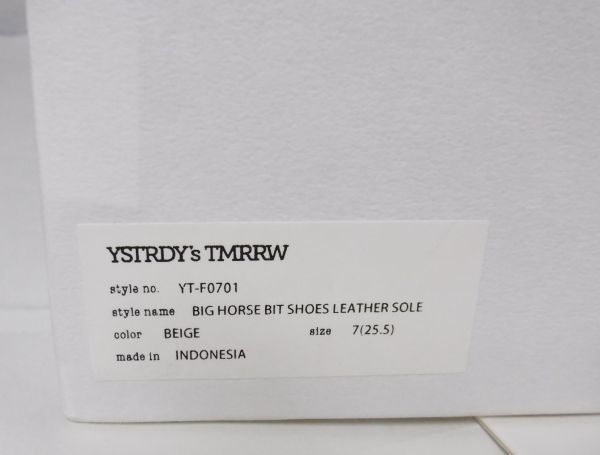 YSTRDY's TMRRW
style no. YT-F0701
style name BIG HORSE BIT SHOES LEATHER SOLE
color BEIGE size 7(25.5)
made in INDONESIA